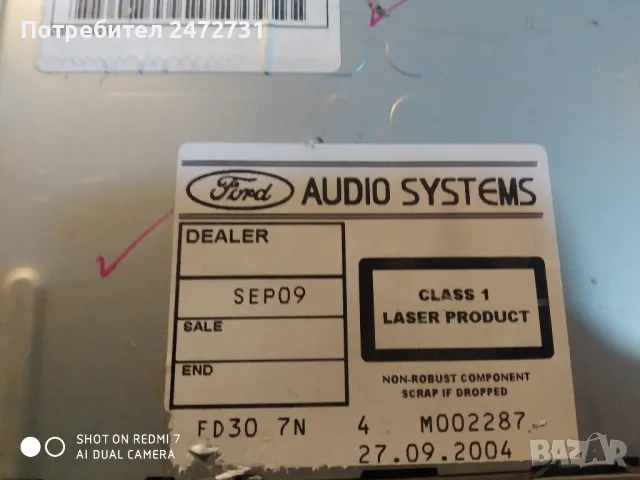 Потребител 2472731
Ford AUDIO SYSTEMS
DEALER
SEP09
SALE
END
CLASS 1
LASER PRODUCT
NON-ROBUST COMPONENT
SCRAP IF DROPPED
FD30 7N 4 M002287
27.09.2004
SHOT ON REDMI 7
AI DUAL CAMERA
BAZAR